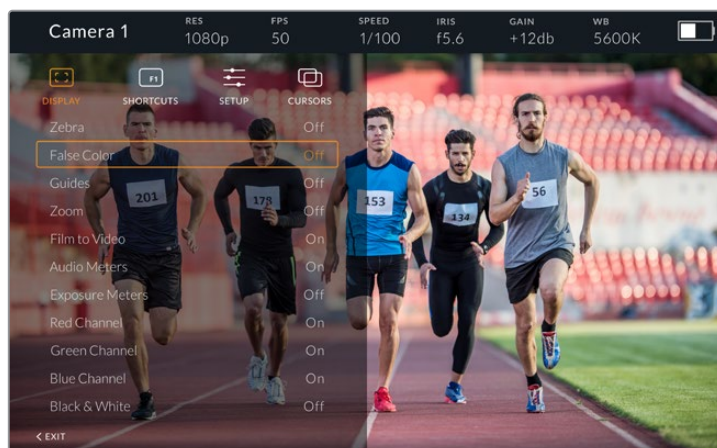 Camera 1
RES
1080p
FPS
50
SPEED
1/100
IRIS
f5.6
GAIN
+12db
WB
5600K
DISPLAY
F1
SHORTCUTS
SETUP
CURSORS
Zebra Off
False Color Off
Guides Off
Zoom Off
Film to Video On
Audio Meters On
Exposure Meters Off
Red Channel On
Green Channel On
Blue Channel On
Black & White Off
< EXIT
201
178
153
134
56